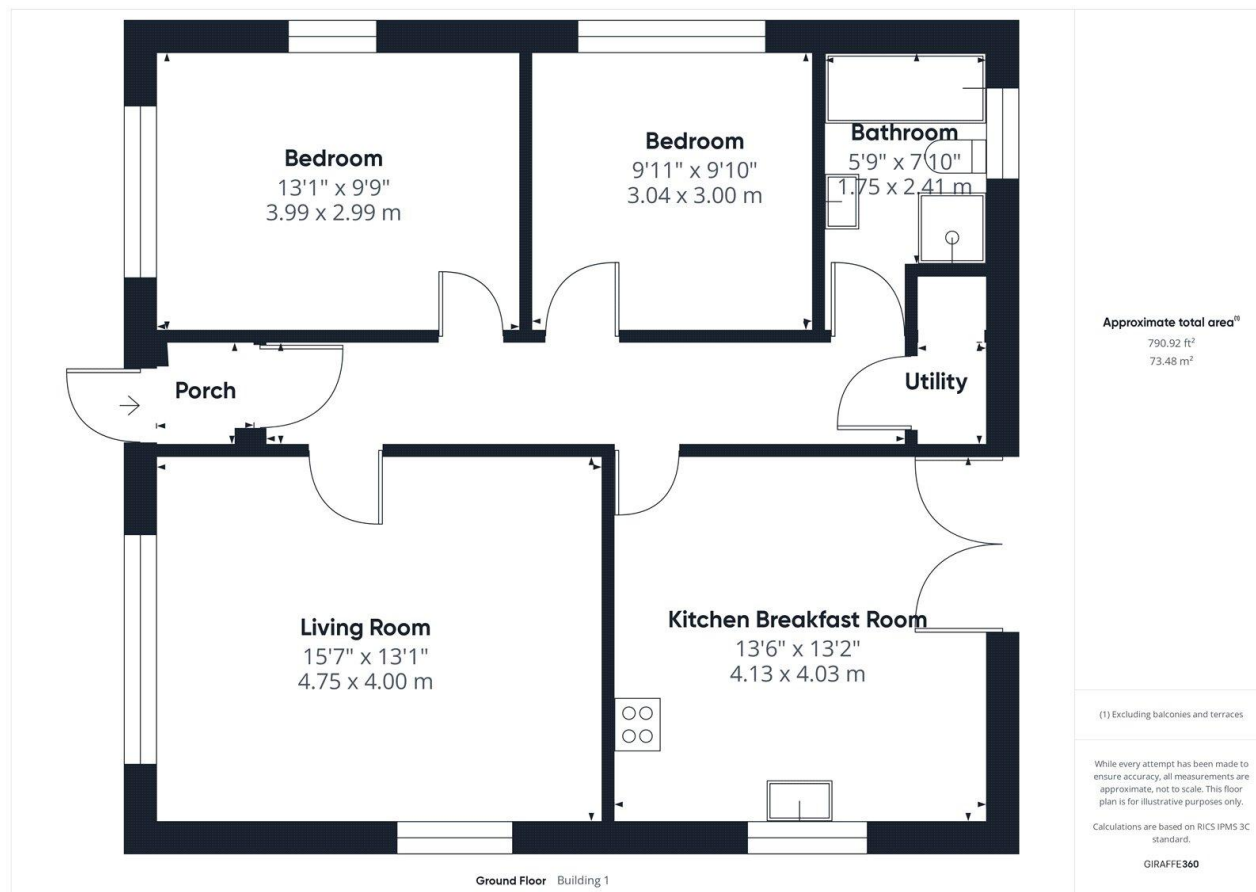 Bedroom
13'1" x 9'9"
3.99 x 2.99 m
Bedroom
9'11" x 9'10"
3.04 x 3.00 m
Bathroom
5'9" x 7'10"
1.75 x 2.41 m
Porch
Utility
Living Room
15'7" x 13'1"
4.75 x 4.00 m
Kitchen Breakfast Room
13'6" x 13'2"
4.13 x 4.03 m
Ground Floor Building 1
Approximate total area(1)
790.92 ft²
73.48 m²
(1) Excluding balconies and terraces
While every attempt has been made to
ensure accuracy, all measurements are
approximate, not to scale. This floor
plan is for illustrative purposes only.
Calculations are based on RICS IPMS 3C
standard.
GIRAFFE360